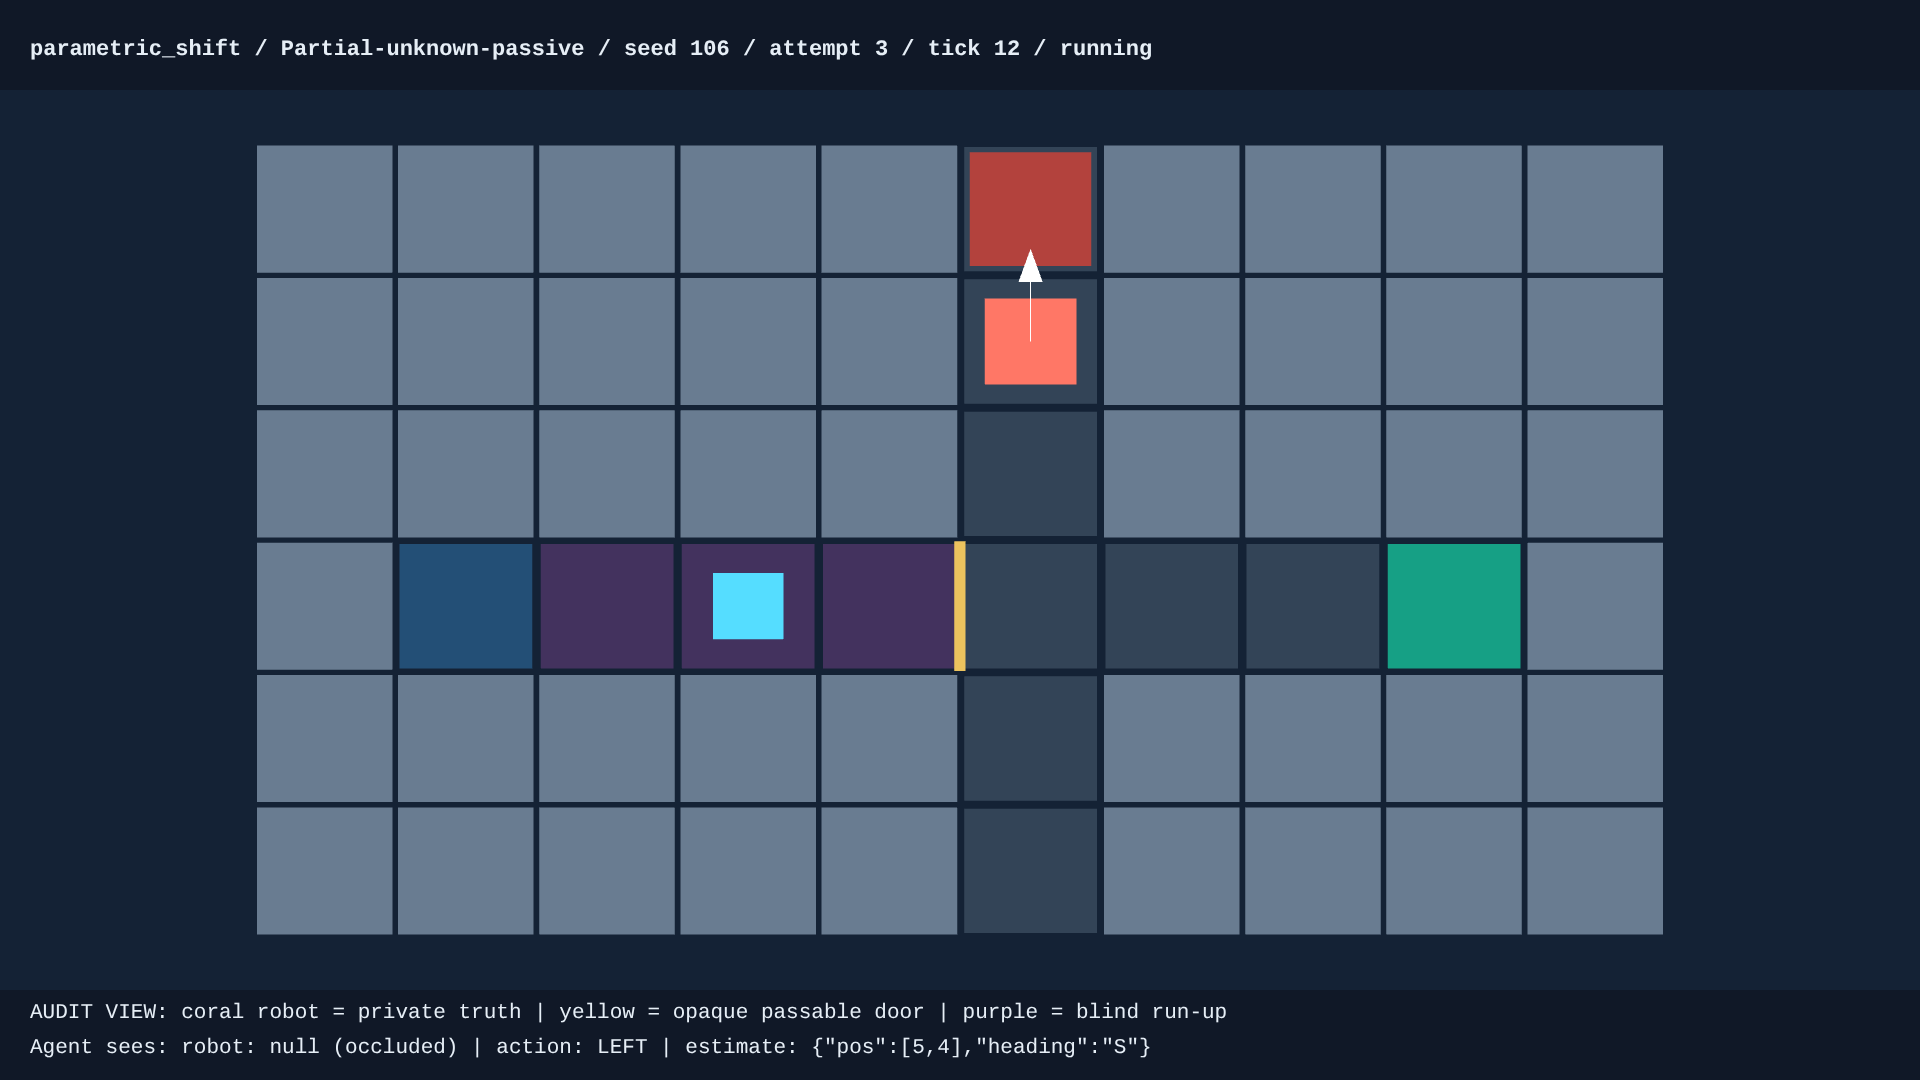 parametric_shift / Partial-unknown-passive / seed 106 / attempt 3 / tick 12 / running
AUDIT VIEW: coral robot = private truth | yellow = opaque passable door | purple = blind run-up
Agent sees: robot: null (occluded) | action: LEFT | estimate: {"pos":[5,4],"heading":"S"}